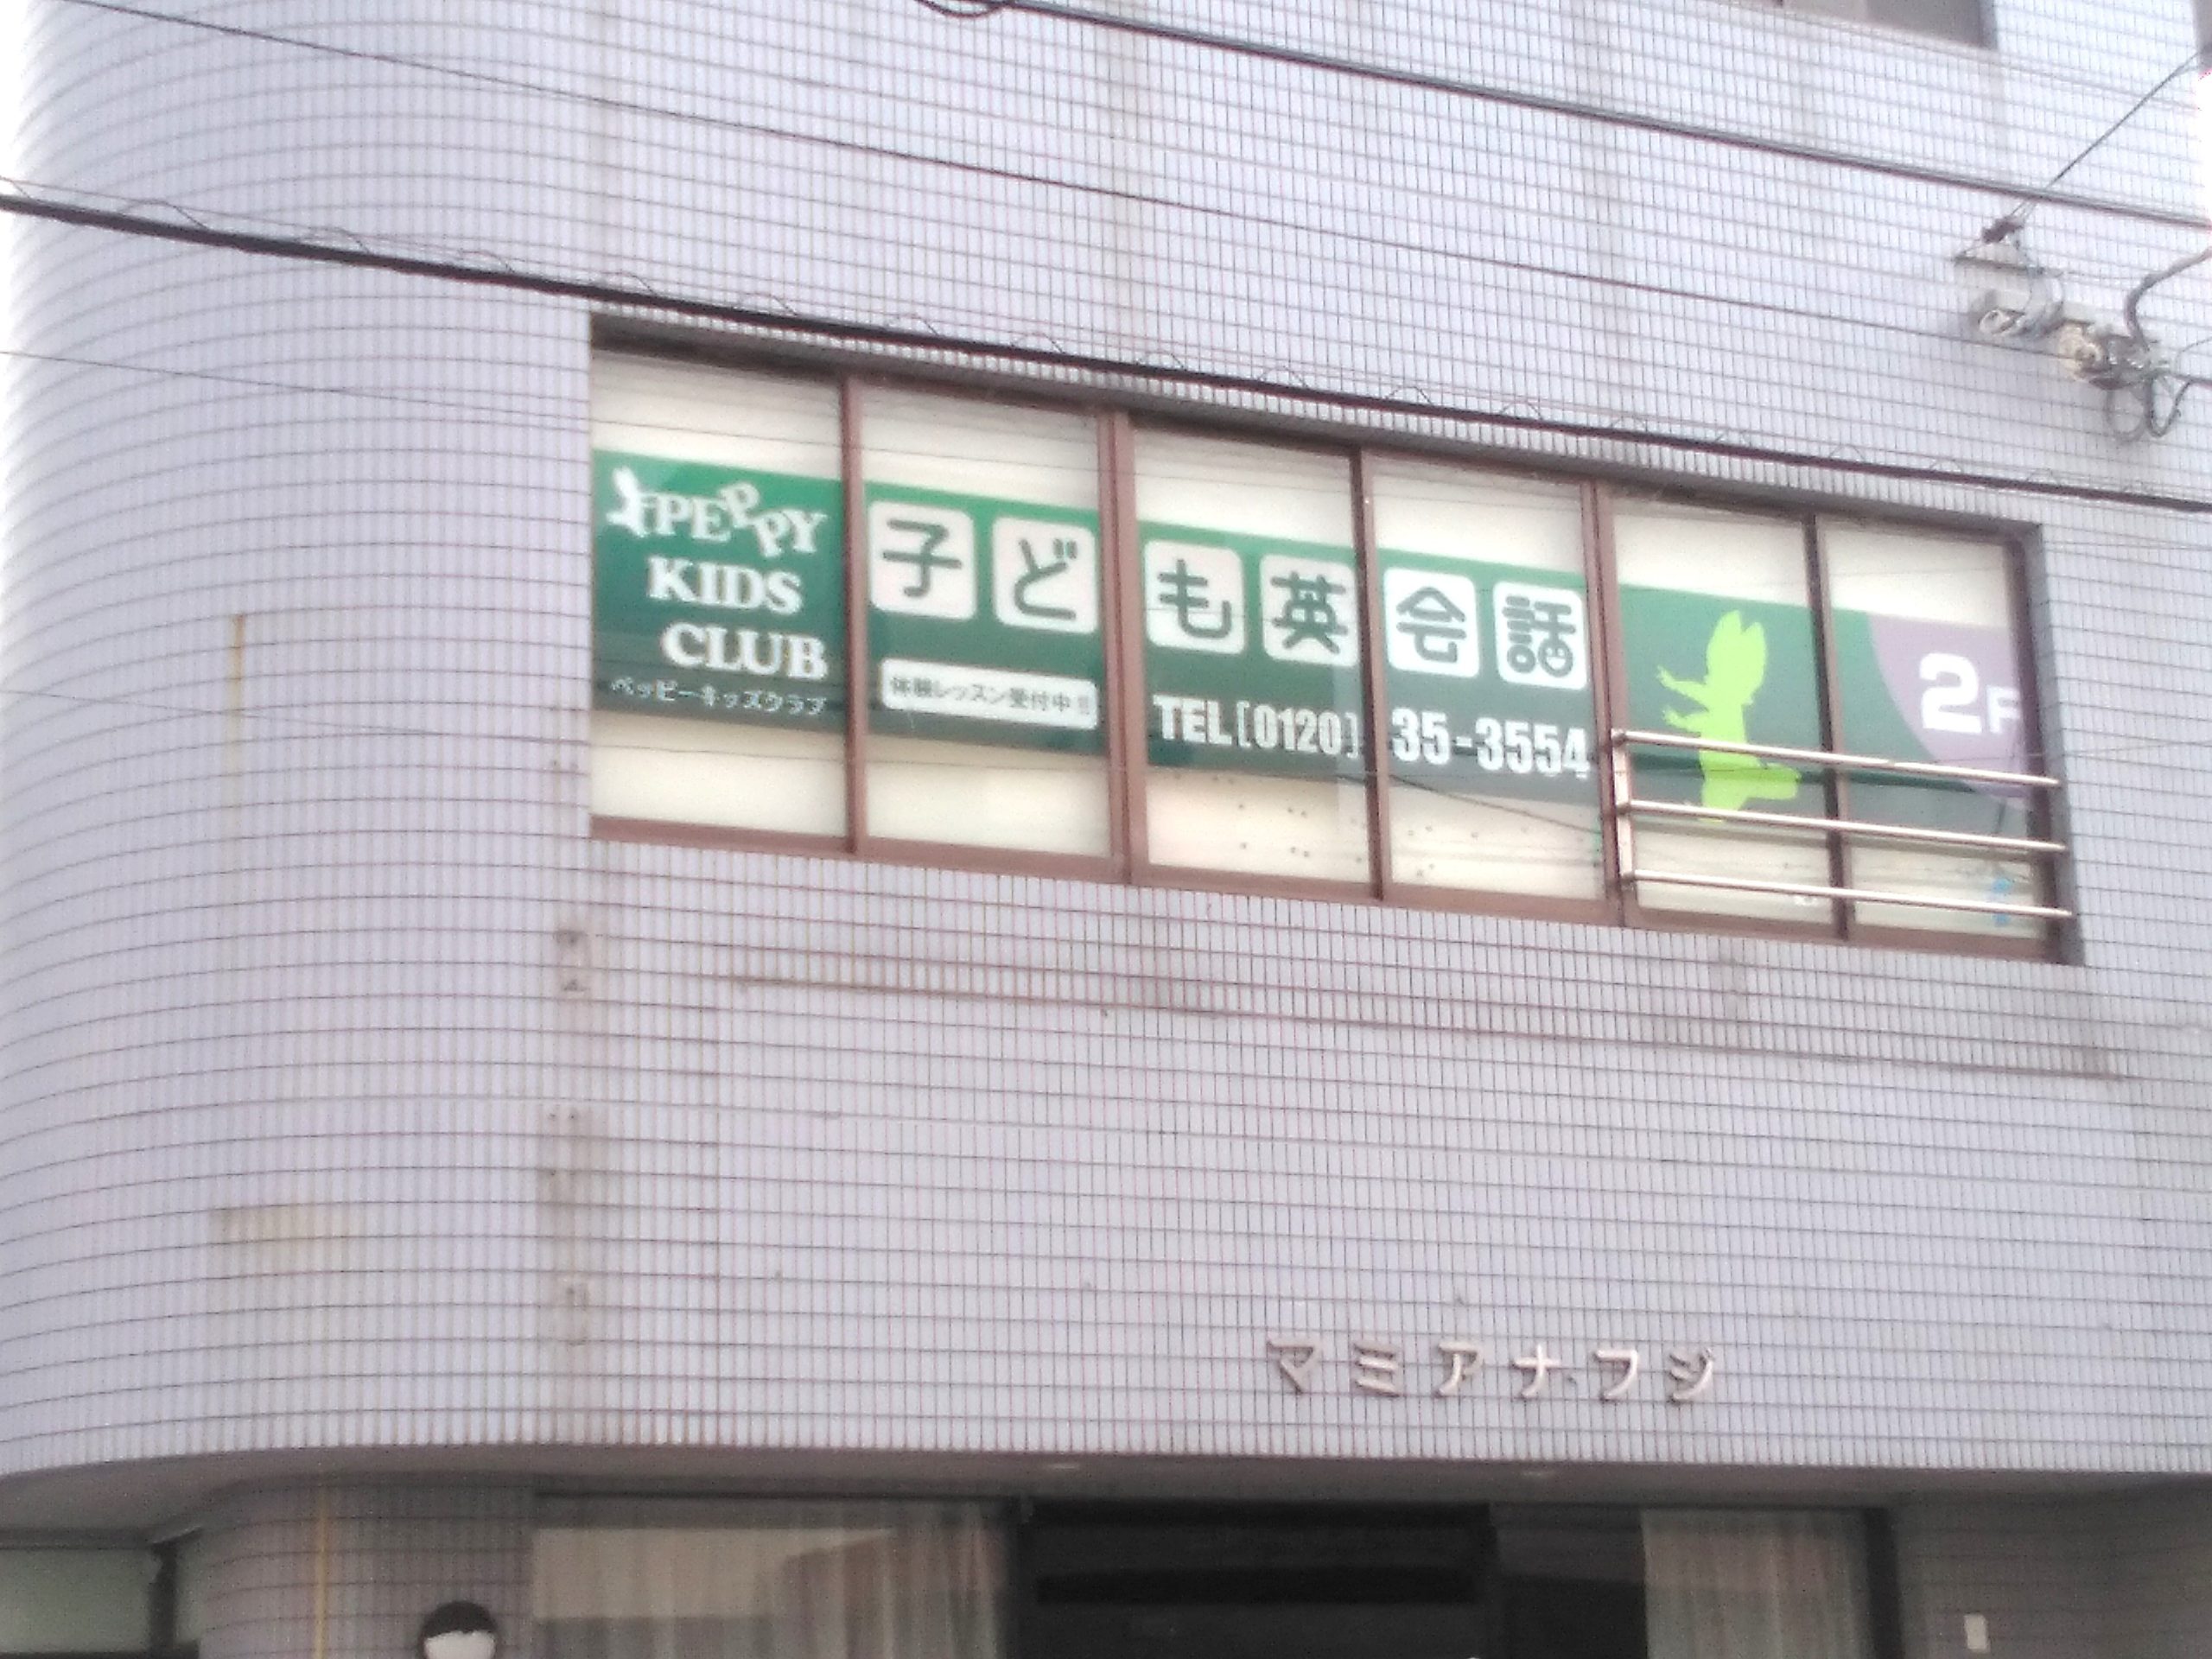 PEPPY
KIDS
CLUB
ペッピーキッズクラブ
子ども英会話
体験レッスン受付中!!
TEL[0120]35-3554
2F
マミアナフジ